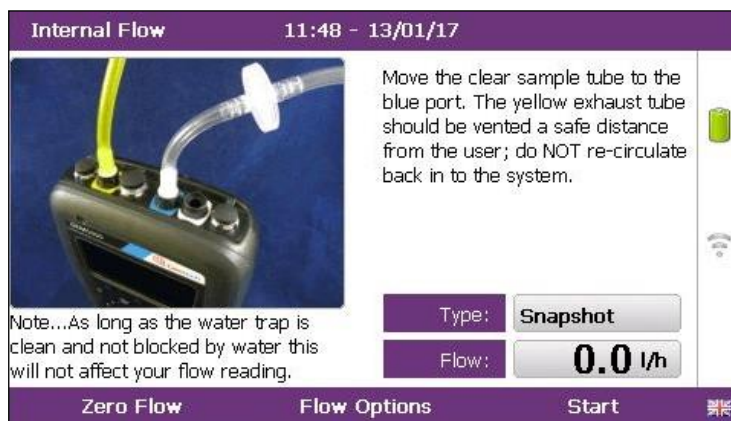 Internal Flow
11:48 - 13/01/17
Move the clear sample tube to the
blue port. The yellow exhaust tube
should be vented a safe distance
from the user; do NOT re-circulate
back in to the system.
Note...As long as the water trap is
clean and not blocked by water this
will not affect your flow reading.
Type: Snapshot
Flow: 0.0 l/h
Zero Flow
Flow Options
Start